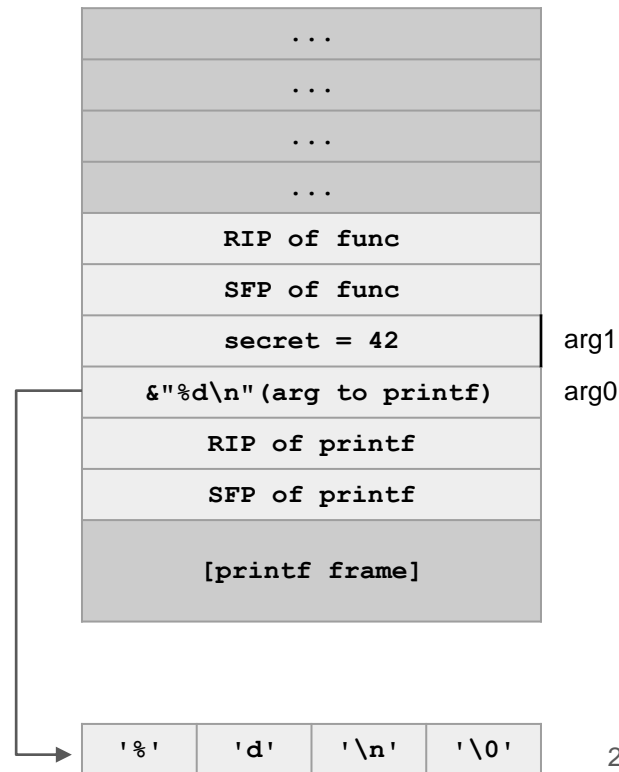 ...
...
...
...
RIP of func
SFP of func
secret = 42 arg1
&"%d\n"(arg to printf) arg0
RIP of printf
SFP of printf
[printf frame]
'%' 'd' '\n' '\0' 2